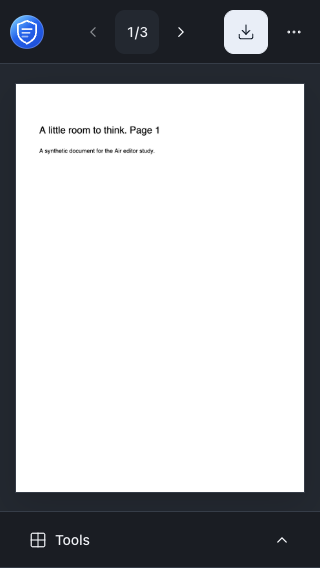 1/3
A little room to think. Page 1
A synthetic document for the Air editor study.
Tools